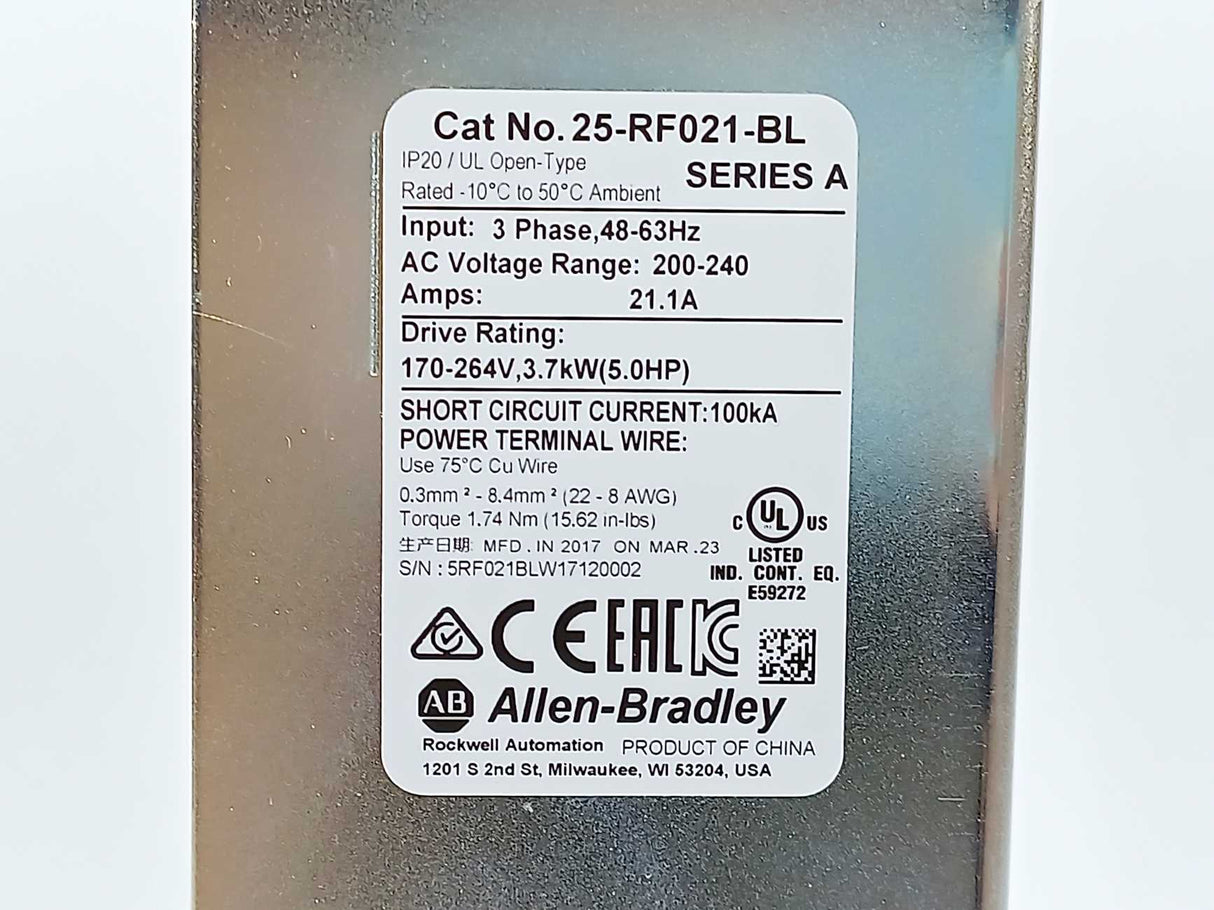 Cat No. 25-RF021-BL
IP20 / UL Open-Type
SERIES A
Rated -10°C to 50°C Ambient
Input: 3 Phase,48-63Hz
AC Voltage Range: 200-240
Amps: 21.1A
Drive Rating:
170-264V,3.7kW(5.0HP)
SHORT CIRCUIT CURRENT:100kA
POWER TERMINAL WIRE:
Use 75°C Cu Wire
0.3mm ² - 8.4mm ² (22 - 8 AWG)
Torque 1.74 Nm (15.62 in-lbs)
C UL US
生产日期: MFD . IN 2017 ON MAR .23
LISTED
S/N : 5RF021BLW17120002
IND. CONT. EQ.
E59272
CE EAC KC
AB Allen-Bradley
Rockwell Automation PRODUCT OF CHINA
1201 S 2nd St, Milwaukee, WI 53204, USA